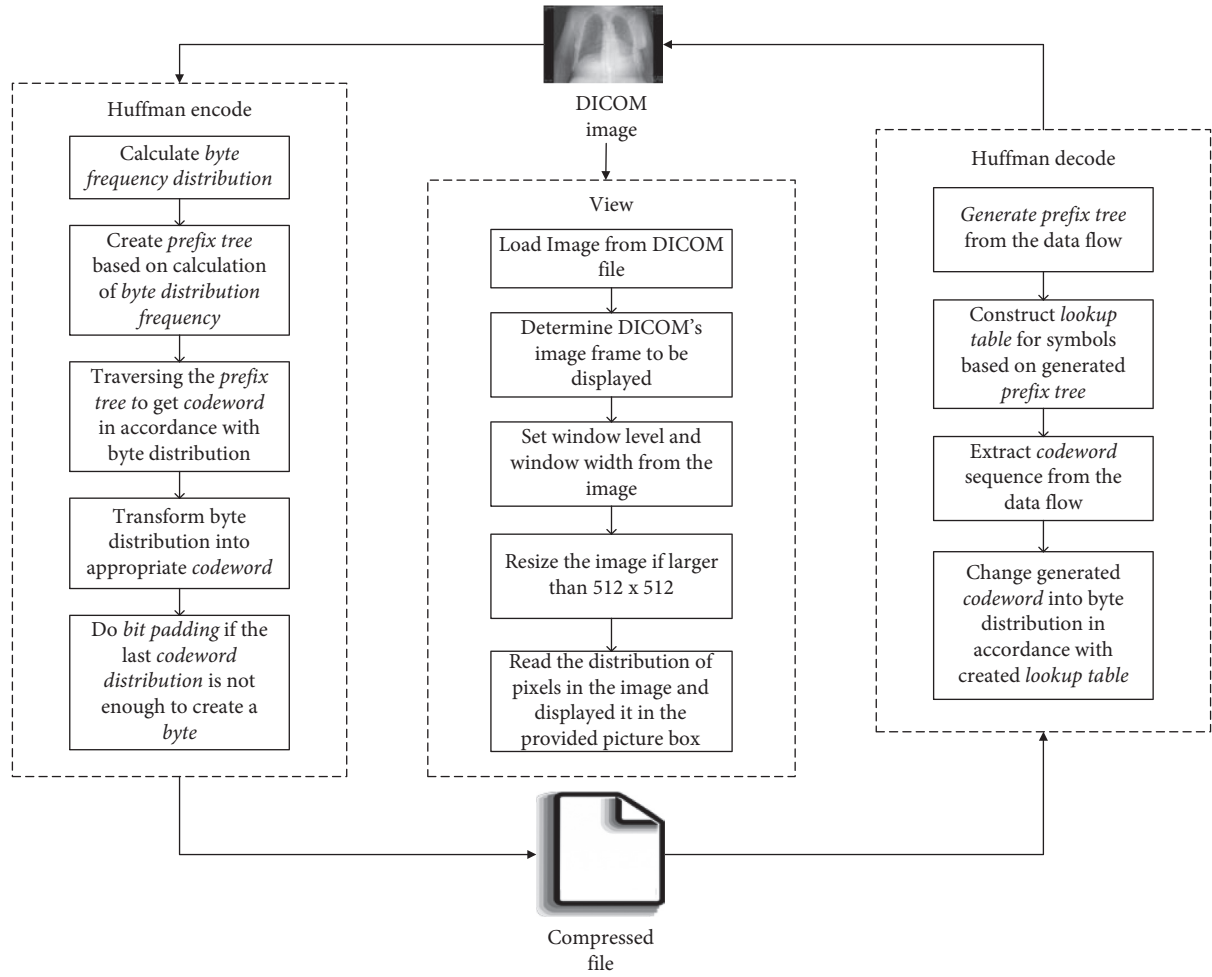 DICOM
image
Huffman encode
Calculate byte
frequency distribution
Create prefix tree
based on calculation
of byte distribution
frequency
Traversing the prefix
tree to get codeword
in accordance with
byte distribution
Transform byte
distribution into
appropriate codeword
Do bit padding if the
last codeword
distribution is not
enough to create a
byte
View
Load Image from DICOM
file
Determine DICOM’s
image frame to be
displayed
Set window level and
window width from the
image
Resize the image if larger
than 512 x 512
Read the distribution of
pixels in the image and
displayed it in the
provided picture box
Huffman decode
Generate prefix tree
from the data flow
Construct lookup
table for symbols
based on generated
prefix tree
Extract codeword
sequence from the
data flow
Change generated
codeword into byte
distribution in
accordance with
created lookup table
Compressed
file